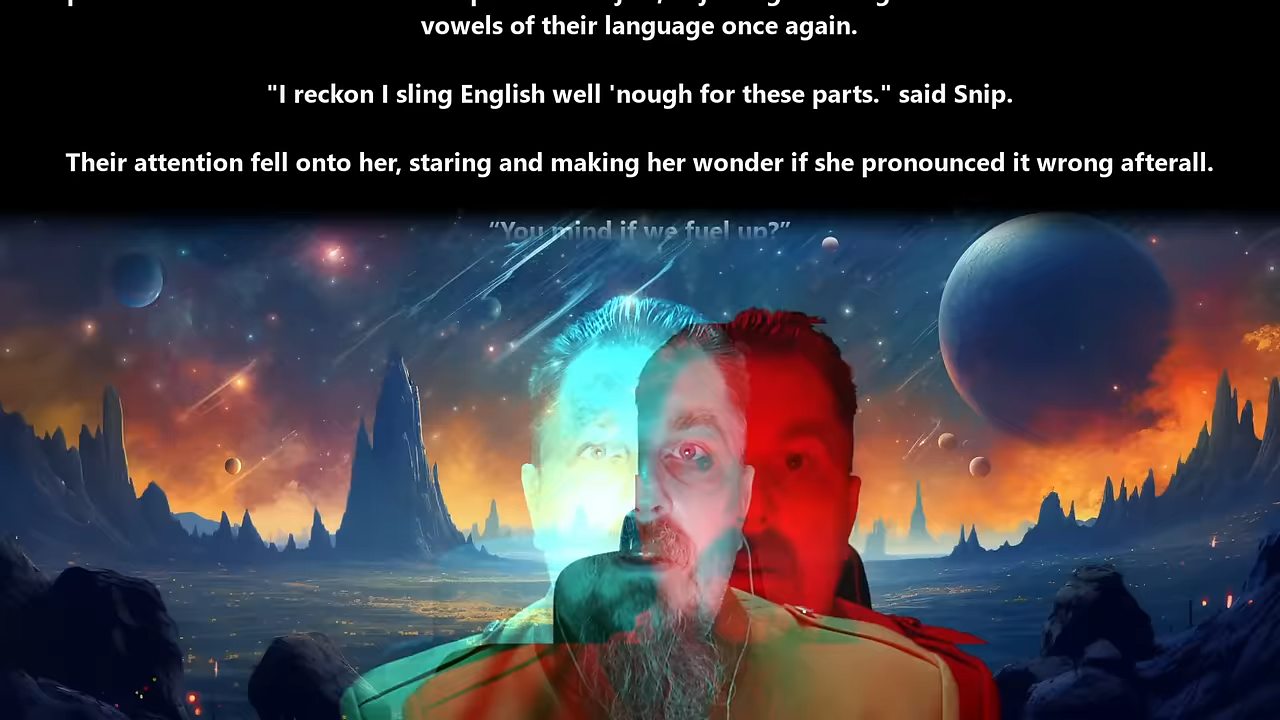 vowels of their language once again.
"I reckon I sling English well 'nough for these parts." said Snip.
Their attention fell onto her, staring and making her wonder if she pronounced it wrong afterall.
“You mind if we fuel up?”